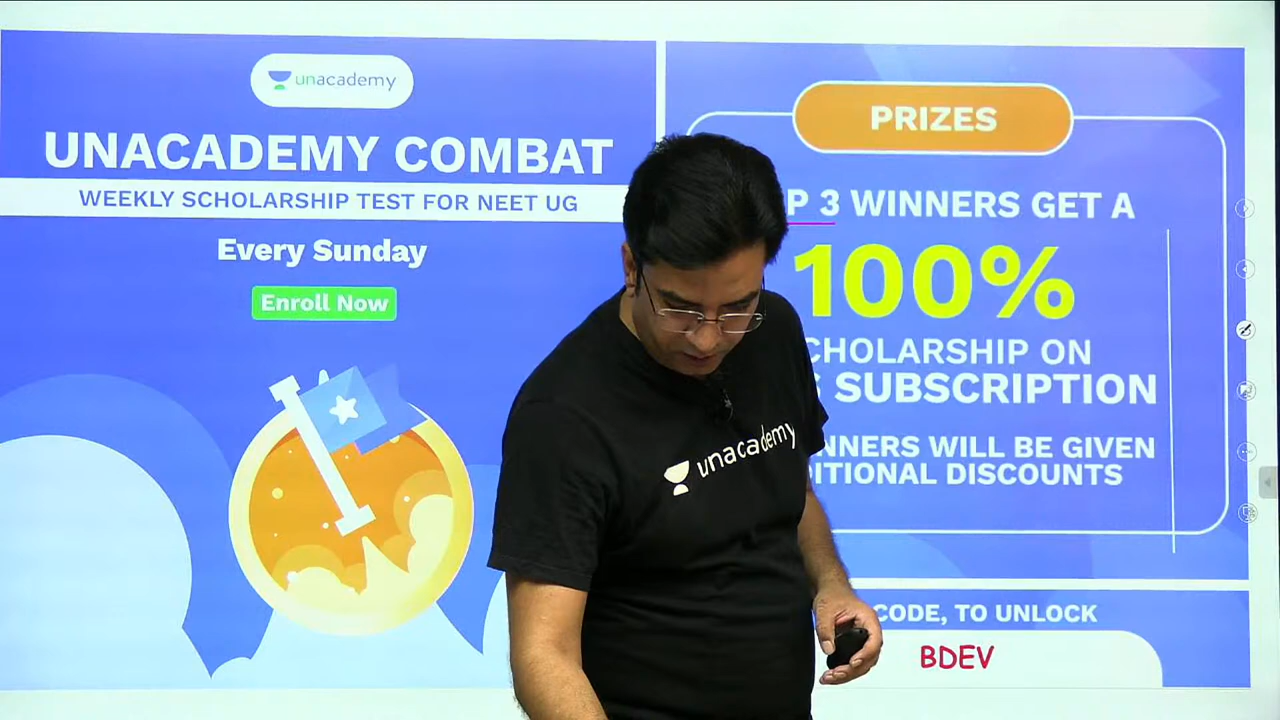 unacademy
UNACADEMY COMBAT
WEEKLY SCHOLARSHIP TEST FOR NEET UG
Every Sunday
Enroll Now
PRIZES
P 3 WINNERS GET A
100%
CHOLARSHIP ON
SUBSCRIPTION
NNERS WILL BE GIVEN
ITIONAL DISCOUNTS
CODE, TO UNLOCK
BDEV
unacademy